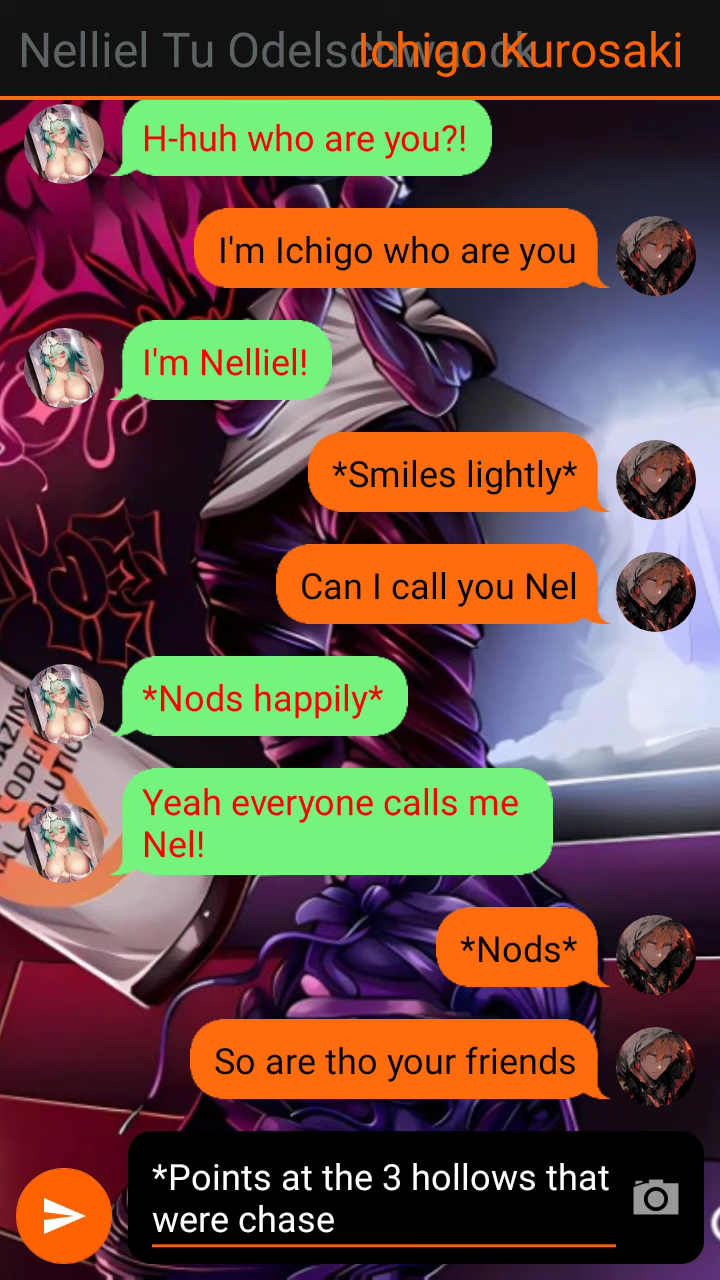 Nelliel Tu Odelschwanck
Ichigo Kurosaki
H-huh who are you?!
I'm Ichigo who are you
I'm Nelliel!
*Smiles lightly*
Can I call you Nel
*Nods happily*
Yeah everyone calls me
Nel!
*Nods*
So are tho your friends
*Points at the 3 hollows that
were chase